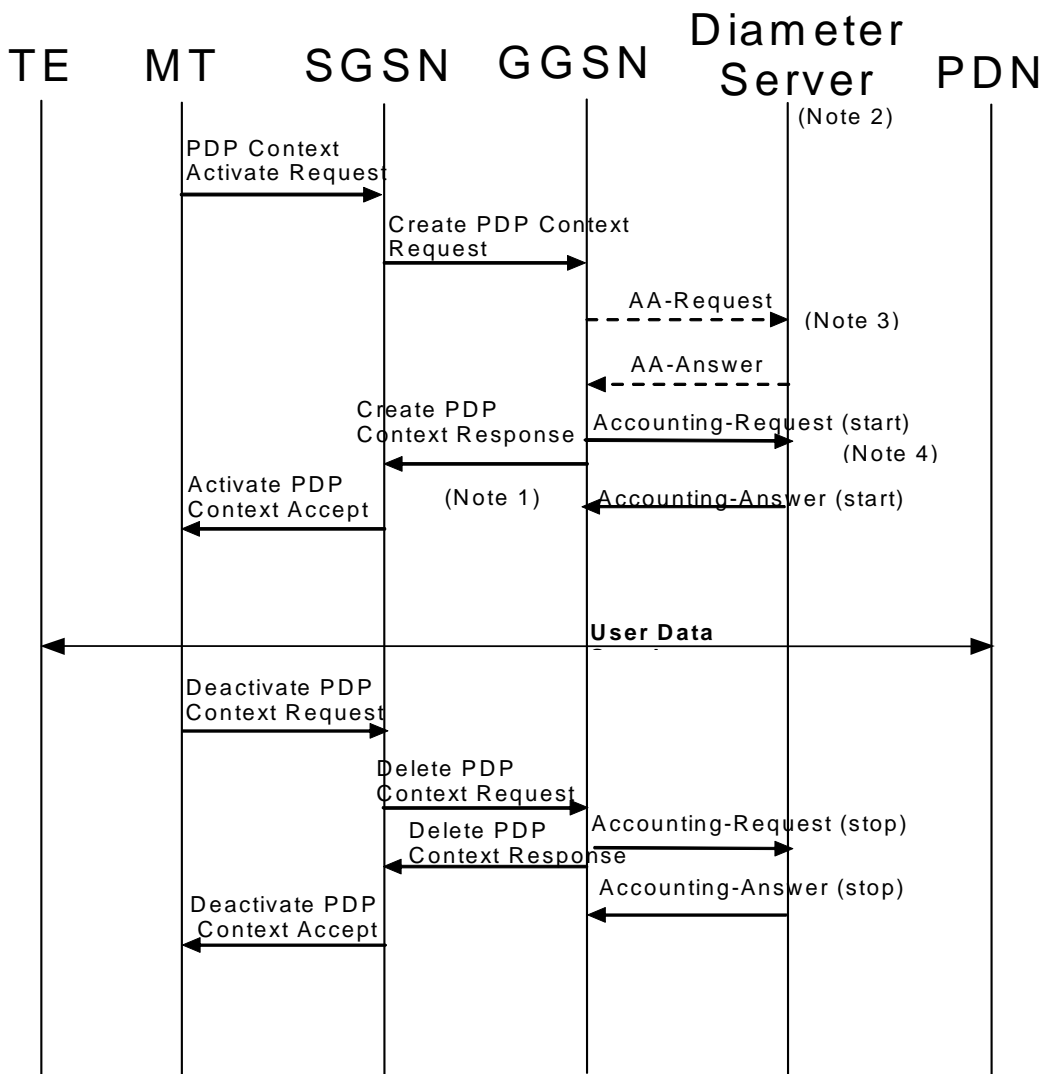 TE
MT
SGSN
GGSN
Diameter
Server
PDN
(Note 2)
PDP Context
Activate Request
Create PDP Context
Request
AA-Request
(Note 3)
AA-Answer
Create PDP
Context Response
Accounting-Request (start)
(Note 4)
Activate PDP
Context Accept
(Note 1)
Accounting-Answer (start)
User Data
Deactivate PDP
Context Request
Delete PDP
Context Request
Accounting-Request (stop)
Delete PDP
Context Response
Accounting-Answer (stop)
Deactivate PDP
Context Accept